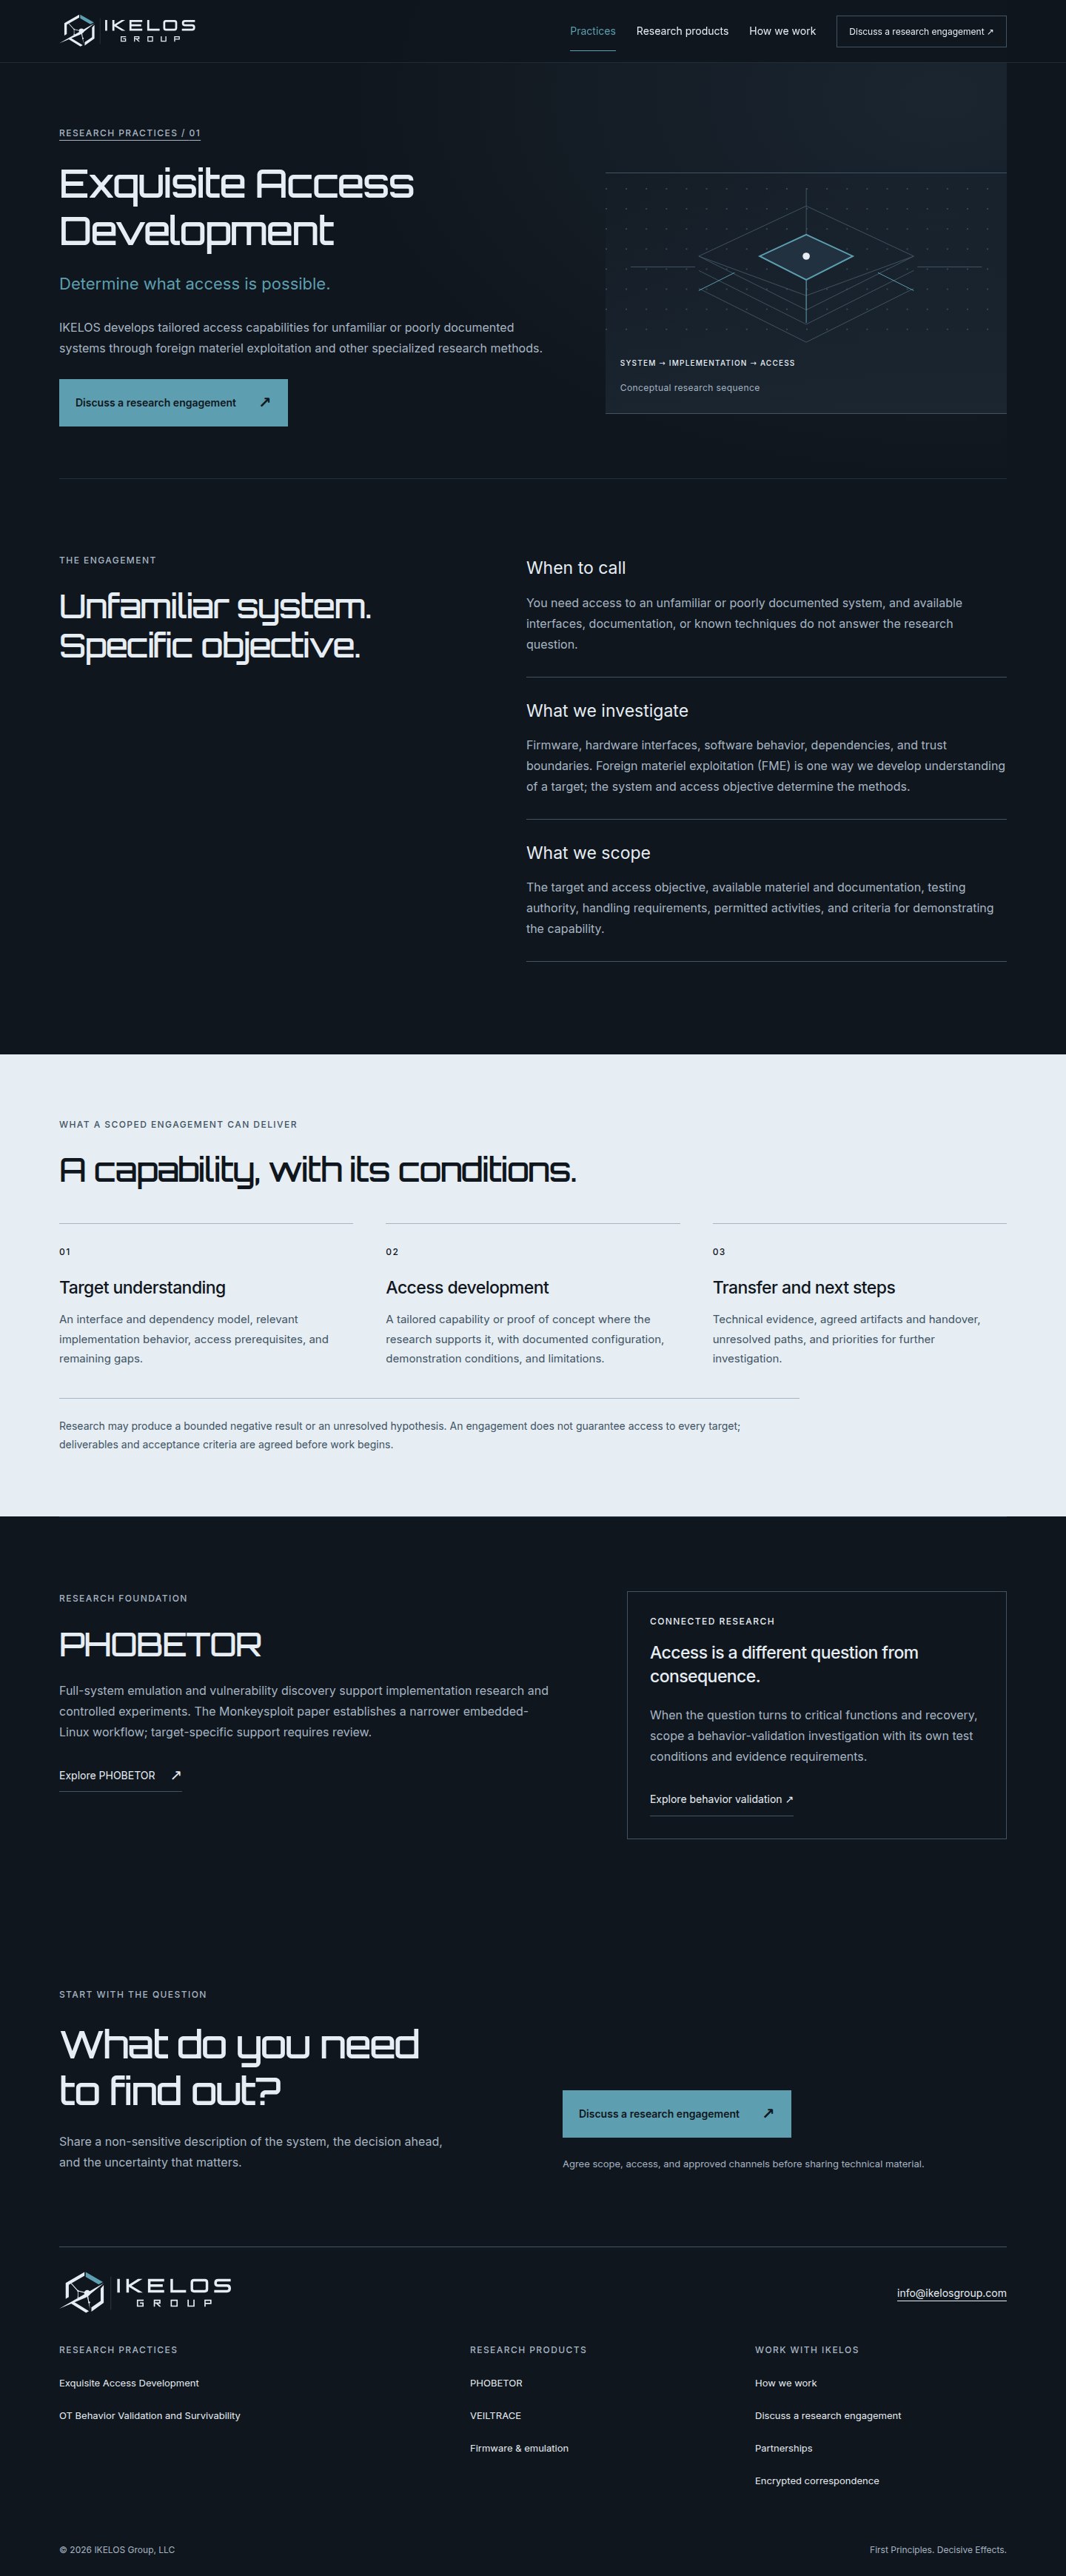 IKELOS
GROUP
Practices
Research products
How we work
Discuss a research engagement ↗
RESEARCH PRACTICES / 01
Exquisite Access
Development
Determine what access is possible.
IKELOS develops tailored access capabilities for unfamiliar or poorly documented
systems through foreign materiel exploitation and other specialized research methods.
Discuss a research engagement ↗
SYSTEM → IMPLEMENTATION → ACCESS
Conceptual research sequence
THE ENGAGEMENT
Unfamiliar system.
Specific objective.
When to call
You need access to an unfamiliar or poorly documented system, and available
interfaces, documentation, or known techniques do not answer the research
question.
What we investigate
Firmware, hardware interfaces, software behavior, dependencies, and trust
boundaries. Foreign materiel exploitation (FME) is one way we develop understanding
of a target; the system and access objective determine the methods.
What we scope
The target and access objective, available materiel and documentation, testing
authority, handling requirements, permitted activities, and criteria for demonstrating
the capability.
WHAT A SCOPED ENGAGEMENT CAN DELIVER
A capability, with its conditions.
01
Target understanding
An interface and dependency model, relevant
implementation behavior, access prerequisites, and
remaining gaps.
02
Access development
A tailored capability or proof of concept where the
research supports it, with documented configuration,
demonstration conditions, and limitations.
03
Transfer and next steps
Technical evidence, agreed artifacts and handover,
unresolved paths, and priorities for further
investigation.
Research may produce a bounded negative result or an unresolved hypothesis. An engagement does not guarantee access to every target;
deliverables and acceptance criteria are agreed before work begins.
RESEARCH FOUNDATION
PHOBETOR
Full-system emulation and vulnerability discovery support implementation research and
controlled experiments. The Monkeysploit paper establishes a narrower embedded-
Linux workflow; target-specific support requires review.
Explore PHOBETOR ↗
CONNECTED RESEARCH
Access is a different question from
consequence.
When the question turns to critical functions and recovery,
scope a behavior-validation investigation with its own test
conditions and evidence requirements.
Explore behavior validation ↗
START WITH THE QUESTION
What do you need
to find out?
Share a non-sensitive description of the system, the decision ahead,
and the uncertainty that matters.
Discuss a research engagement ↗
Agree scope, access, and approved channels before sharing technical material.
IKELOS
GROUP
info@ikelosgroup.com
RESEARCH PRACTICES
Exquisite Access Development
OT Behavior Validation and Survivability
RESEARCH PRODUCTS
PHOBETOR
VEILTRACE
Firmware & emulation
WORK WITH IKELOS
How we work
Discuss a research engagement
Partnerships
Encrypted correspondence
© 2026 IKELOS Group, LLC
First Principles. Decisive Effects.